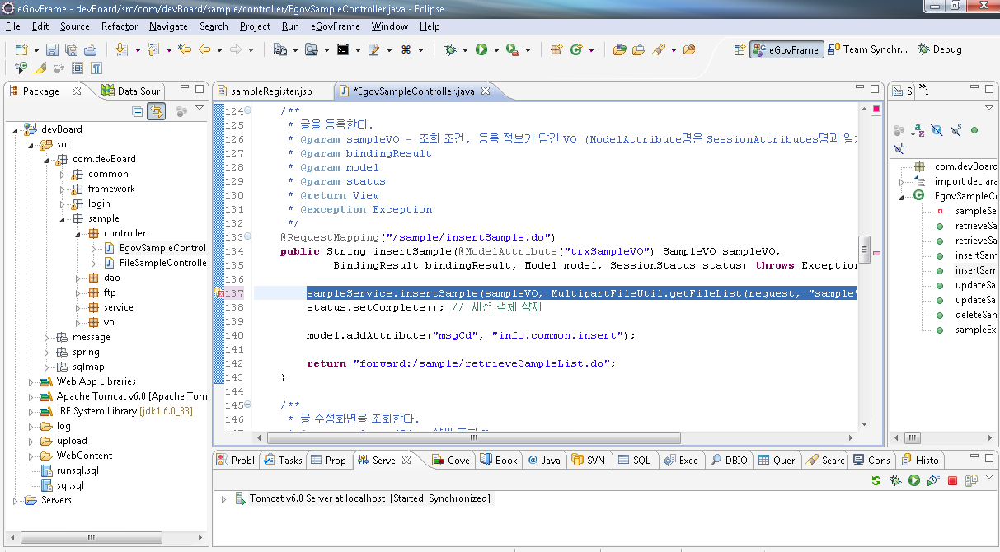 eGovFrame - devBoard/src/com/devBoard/sample/controller/EgovSampleController.java - Eclipse
File Edit Source Refactor Navigate Search Project Run eGovFrame Window Help
eGovFrame Team Synchr... Debug
Package Data Sour
devBoard
src
com.devBoard
common
framework
login
sample
controller
EgovSampleControl
FileSampleControlle
dao
ftp
service
vo
message
spring
sqlmap
Web App Libraries
Apache Tomcat v6.0 [Apache Tom
JRE System Library [jdk1.6.0_33]
log
upload
WebContent
runsql.sql
sql.sql
Servers
sampleRegister.jsp *EgovSampleController.java
124 /**
125 * 글을 등록한다.
126 * @param sampleVO - 조회 조건, 등록 정보가 담긴 VO (ModelAttribute명은 SessionAttributes명과
127 * @param bindingResult
128 * @param model
129 * @param status
130 * @return View
131 * @exception Exception
132 */
133 @RequestMapping("/sample/insertSample.do")
134 public String insertSample(@ModelAttribute("trxSampleVO") SampleVO sampleVO,
135 BindingResult bindingResult, Model model, SessionStatus status) throws Exception
136
137 sampleService.insertSample(sampleVO, MultipartFileUtil.getFileList(request, "sample"
138 status.setComplete(); // 세션 객체 삭제
139
140 model.addAttribute("msgCd", "info.common.insert");
141
142 return "forward:/sample/retrieveSampleList.do";
143 }
144
145 /**
146 * 글 수정화면을 조회한다.
S »1
com.devBoard
import declara
EgovSampleCo
sampleSe
retrieveSa
retrieveSa
insertSam
insertSam
updateSa
updateSa
deleteSan
sampleEx
Probl Tasks Prop Serve Cove Book Java SVN SQL Exec DBIO Quer Searc Cons Histo
Tomcat v6.0 Server at localhost [Started, Synchronized]